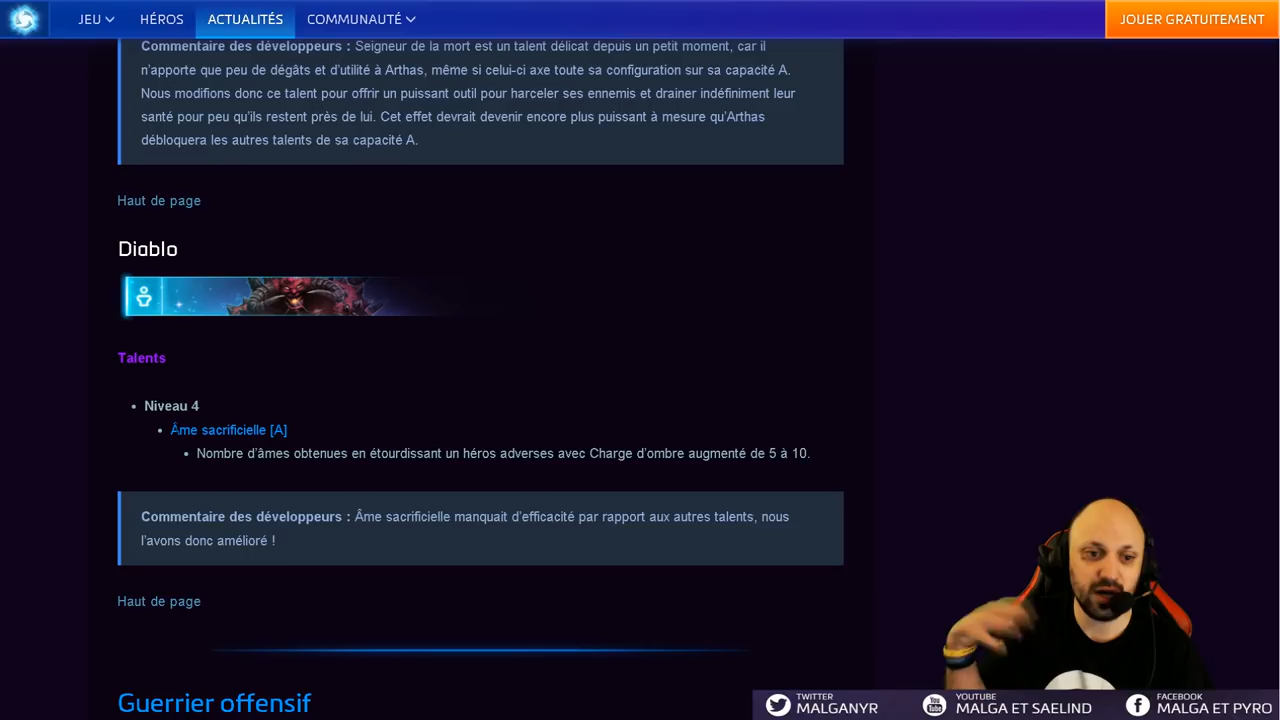 JEU
HÉROS
ACTUALITÉS
COMMUNAUTÉ
JOUER GRATUITEMENT
Commentaire des développeurs : Seigneur de la mort est un talent délicat depuis un petit moment, car il
n'apporte que peu de dégâts et d'utilité à Arthas, même si celui-ci axe toute sa configuration sur sa capacité A.
Nous modifions donc ce talent pour offrir un puissant outil pour harceler ses ennemis et drainer indéfiniment leur
santé pour peu qu'ils restent près de lui. Cet effet devrait devenir encore plus puissant à mesure qu'Arthas
débloquera les autres talents de sa capacité A.
Haut de page
Diablo
Talents
Niveau 4
Âme sacrificielle [A]
Nombre d'âmes obtenues en étourdissant un héros adverses avec Charge d'ombre augmenté de 5 à 10.
Commentaire des développeurs : Âme sacrificielle manquait d'efficacité par rapport aux autres talents, nous
l'avons donc amélioré !
Haut de page
Guerrier offensif
TWITTER
MALGANYR
YOUTUBE
MALGA ET SAELIND
FACEBOOK
MALGA ET PYRO